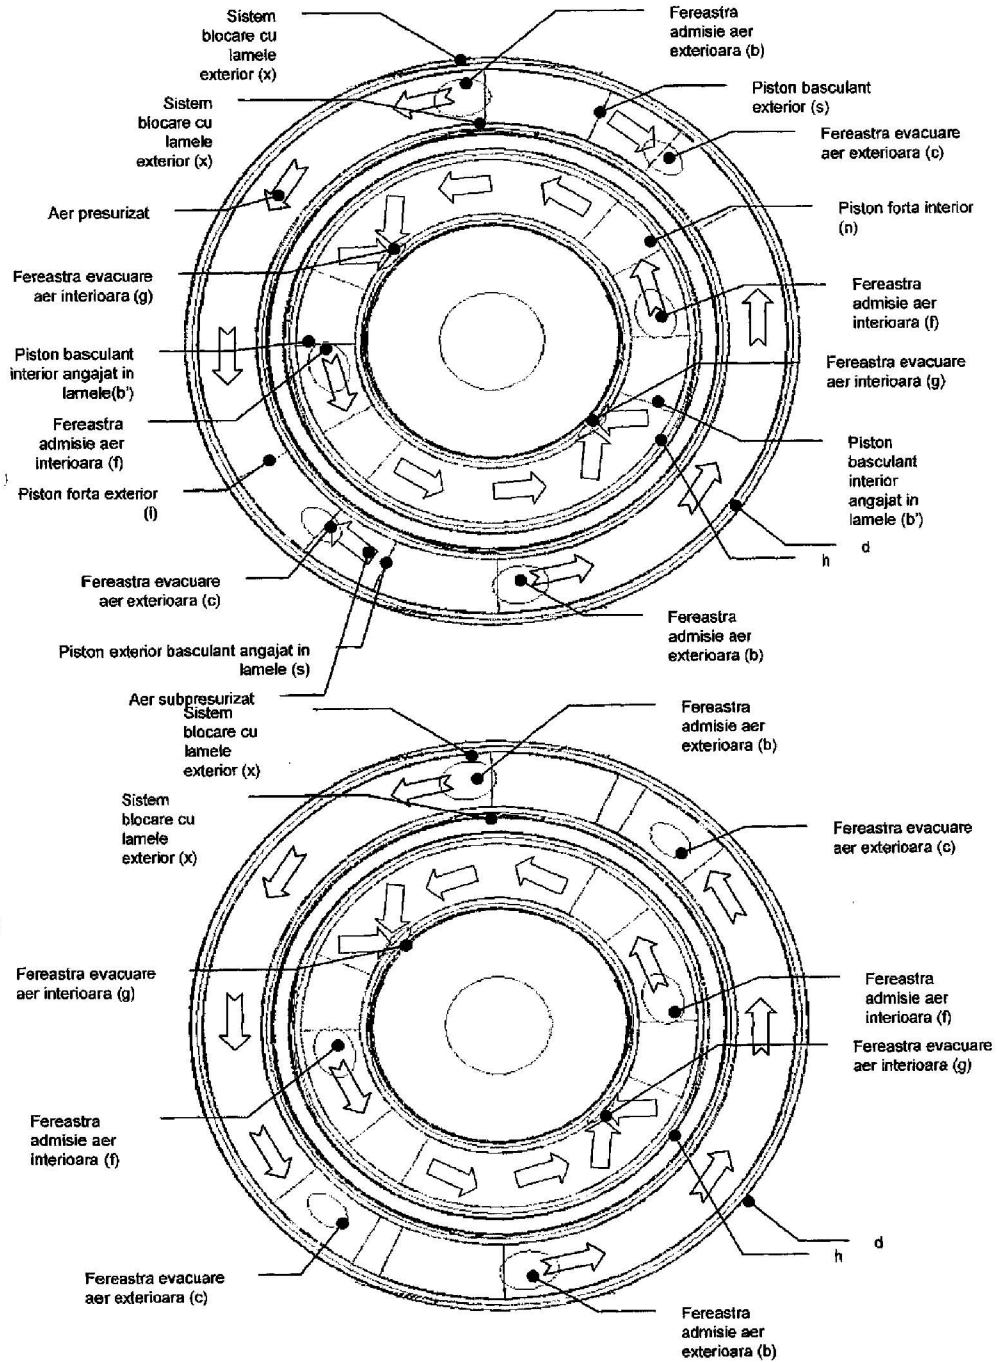 Sistem
blocare cu
lamele
exterior (x)
Fereastra
admisie aer
exterioara (b)
Sistem
blocare cu
lamele
exterior (x)
Piston basculant
exterior (s)
Fereastra evacuare
aer exterioara (c)
Aer presurizat
Piston forta interior
(n)
Fereastra evacuare
aer interioara (g)
Fereastra
admisie aer
interioara (f)
Piston basculant
interior angajat in
lamele(b')
Fereastra evacuare
aer interioara (g)
Fereastra
admisie aer
interioara (f)
Piston
basculant
interior
angajat in
lamele (b')
Piston forta exterior
(i)
d
h
Fereastra evacuare
aer exterioara (c)
Fereastra
admisie aer
exterioara (b)
Piston exterior basculant angajat in
lamele (s)
Aer subpresurizat
Sistem
blocare cu
lamele
exterior (x)
Fereastra
admisie aer
exterioara (b)
Sistem
blocare cu
lamele
exterior (x)
Fereastra evacuare
aer exterioara (c)
Fereastra evacuare
aer interioara (g)
Fereastra
admisie aer
interioara (f)
Fereastra evacuare
aer interioara (g)
Fereastra
admisie aer
interioara (f)
d
h
Fereastra evacuare
aer exterioara (c)
Fereastra
admisie aer
exterioara (b)